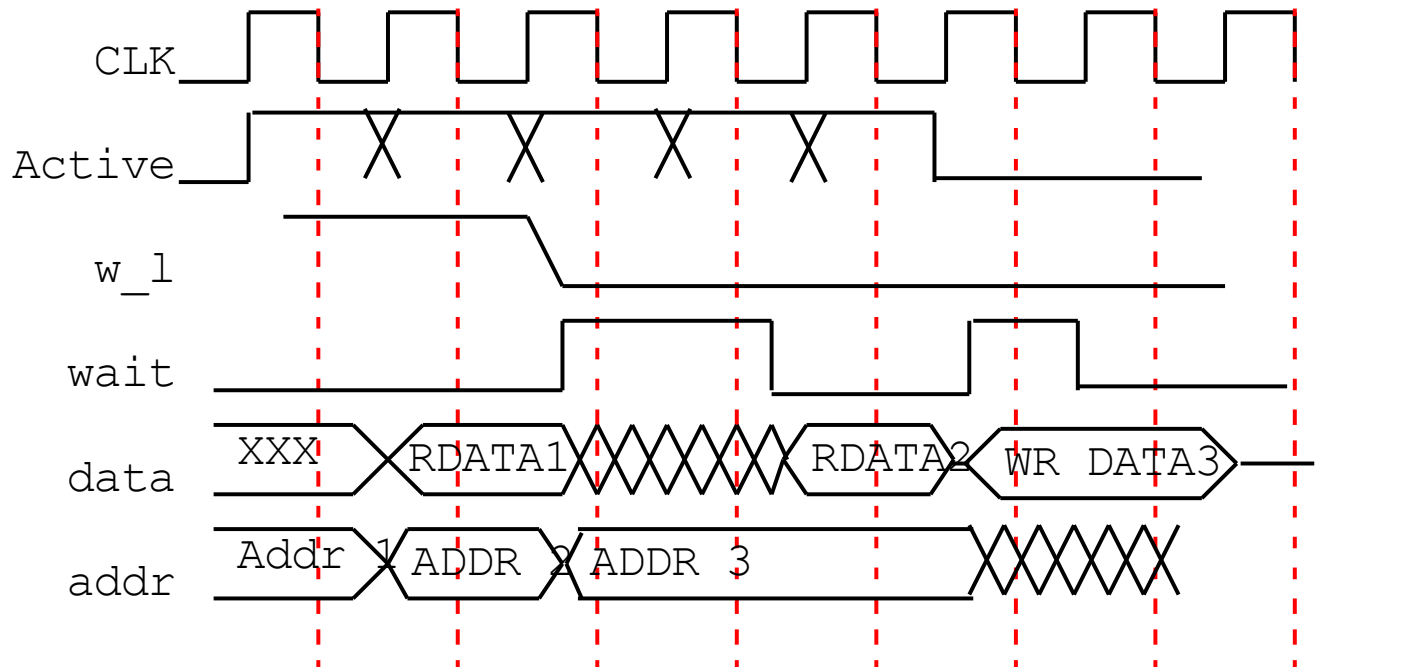 CLK
Active
w_l
wait
data XXX RDATA1 RDATA2 WR DATA3
addr Addr 1 ADDR 2 ADDR 3